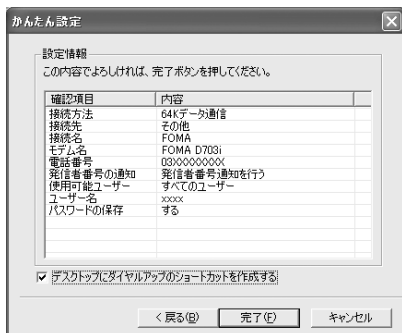 かんたん設定
設定情報
この内容でよろしければ、完了ボタンを押してください。
確認項目 内容
接続方法 64Kデータ通信
接続先 その他
接続名 FOMA
モデム名 FOMA D703i
電話番号 03XXXXXXXX
発信者番号の通知 発信者番号通知を行う
使用可能ユーザー すべてのユーザー
ユーザー名 xxxx
パスワードの保存 する
デスクトップにダイヤルアップのショートカットを作成する
< 戻る(B) 完了(F) キャンセル